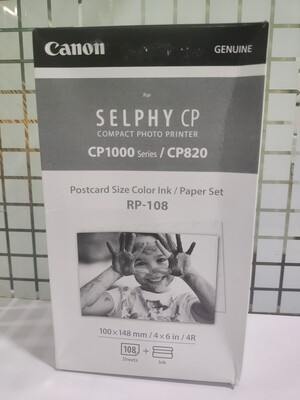 Canon
GENUINE
For
SELPHY CP
COMPACT PHOTO PRINTER
CP1000 Series / CP820
Postcard Size Color Ink / Paper Set
RP-108
100 x 148 mm / 4 x 6 in / 4R
108
Sheets
+
Ink